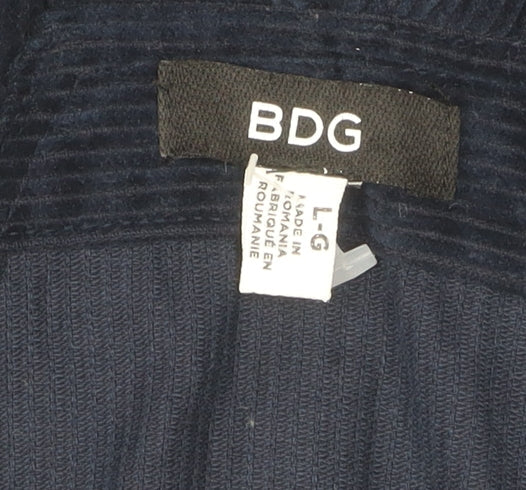 BDG
L-G
MADE IN
ROMANIA
FABRIQUÉ EN
ROUMANIE